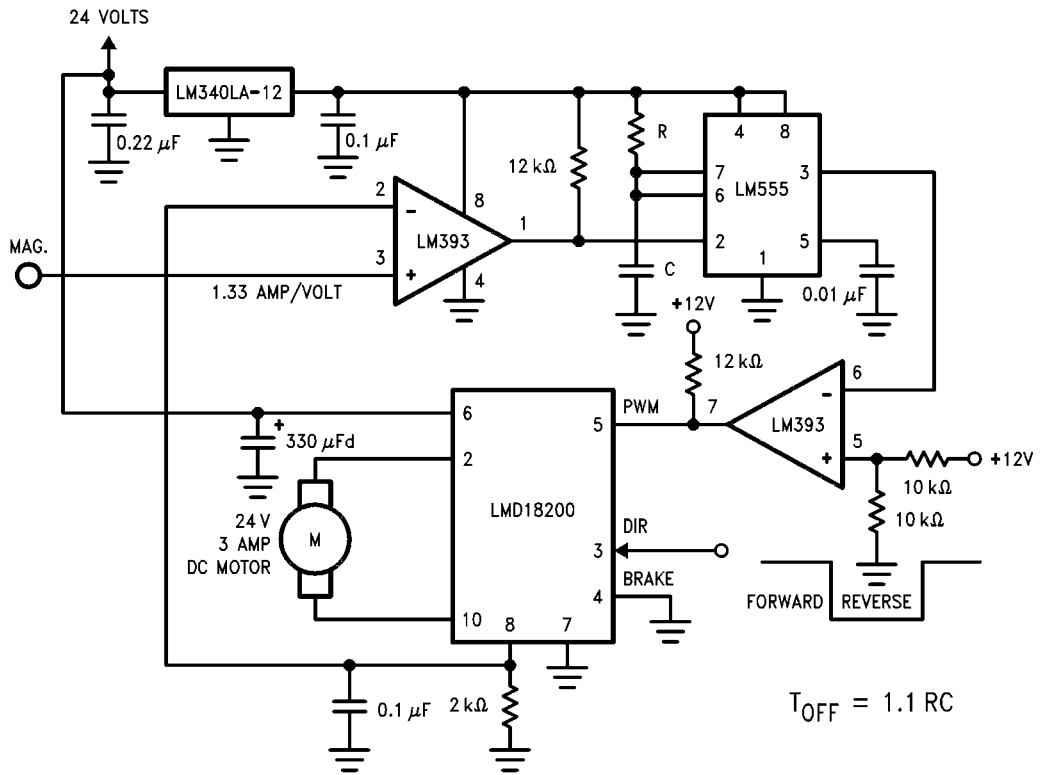 24 VOLTS
LM340LA-12
0.22 μF
0.1 μF
12 kΩ
R
4
8
7
LM555
3
6
2
5
1
C
0.01 μF
2
8
LM393
1
3
4
MAG.
1.33 AMP/VOLT
+12V
12 kΩ
6
LM393
7
5
+12V
10 kΩ
10 kΩ
PWM
6
5
330 μFd
+
2
LMD18200
24 V
3 AMP
DC MOTOR
M
DIR
3
BRAKE
4
FORWARD
REVERSE
10
8
7
0.1 μF
2 kΩ
T_OFF = 1.1 RC